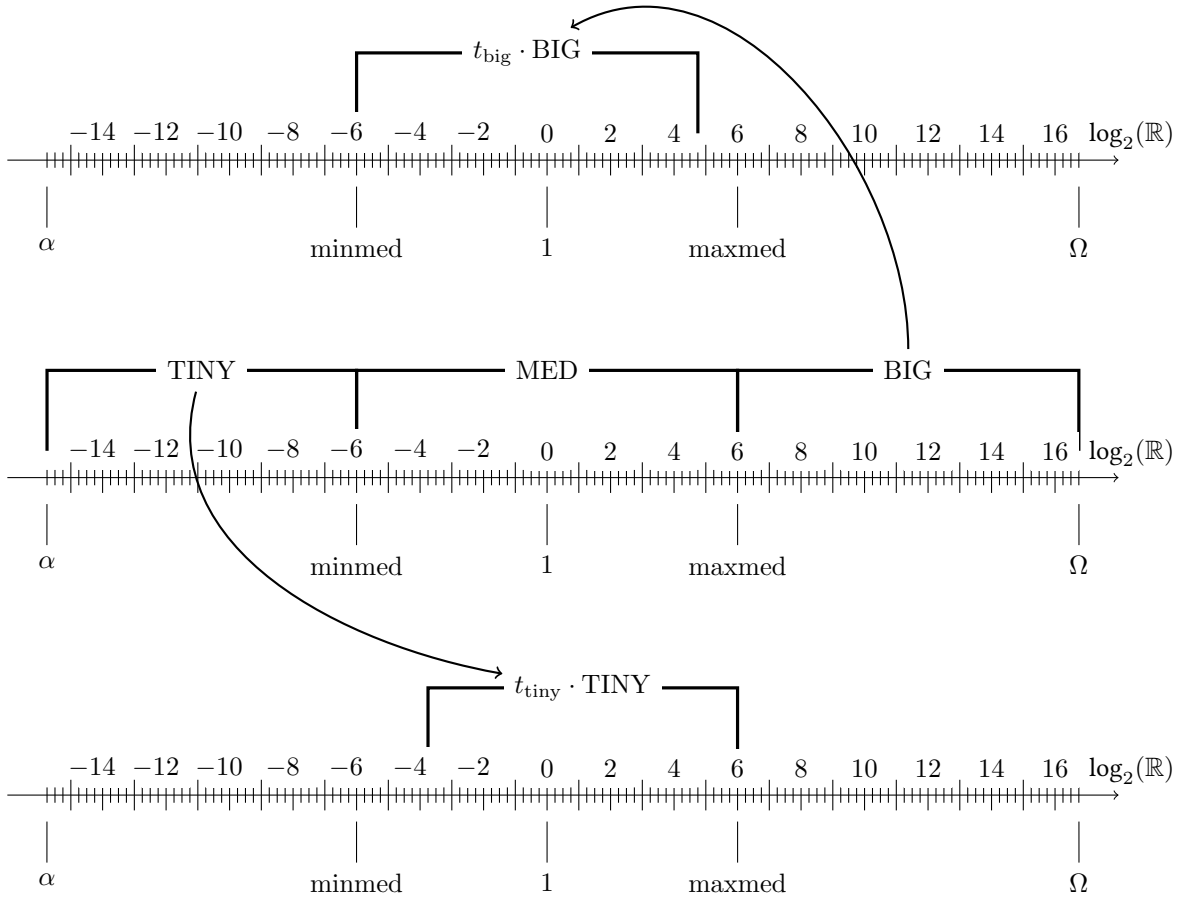 t_big · BIG
−14 −12 −10 −8 −6 −4 −2 0 2 4 6 8 10 12 14 16 log₂(ℝ)
α minmed 1 maxmed Ω
TINY MED BIG
−14 −12 −10 −8 −6 −4 −2 0 2 4 6 8 10 12 14 16 log₂(ℝ)
α minmed 1 maxmed Ω
t_tiny · TINY
−14 −12 −10 −8 −6 −4 −2 0 2 4 6 8 10 12 14 16 log₂(ℝ)
α minmed 1 maxmed Ω